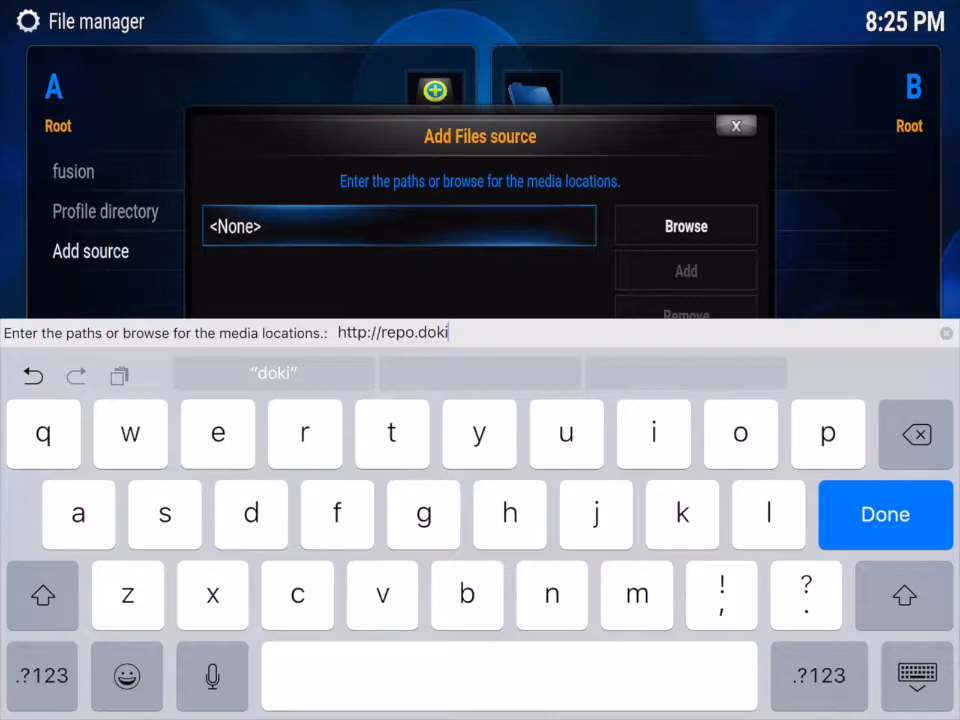 File manager
8:25 PM
A
B
Root
Root
Add Files source
X
Enter the paths or browse for the media locations.
fusion
Profile directory
Add source
<None>
Browse
Add
Remove
Enter the paths or browse for the media locations.: http://repo.doki
"doki"
q w e r t y u i o p
a s d f g h j k l Done
z x c v b n m ! , ? .
.?123 .?123